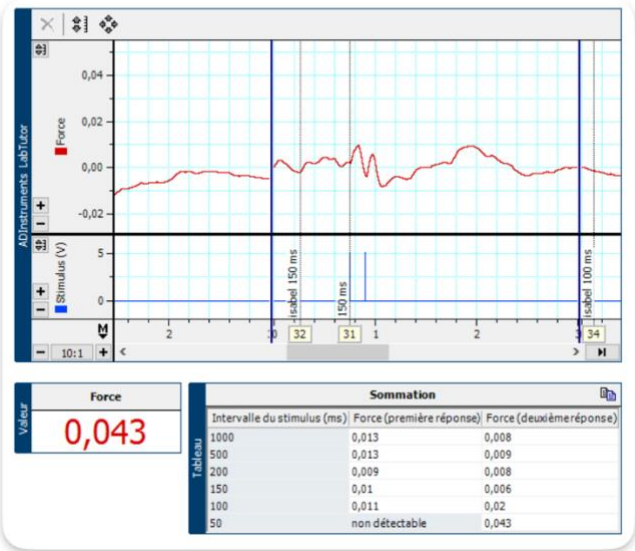 ADInstruments LabTutor
Force
0,04
0,02
0,00
-0,02
Stimulus (V)
5
0
isabel 150 ms
150 ms
isabel 100 ms
M
2
0
32
31
1
2
3
34
10:1
Valeur
Force
0,043
Tableau
Sommation
Intervalle du stimulus (ms) Force (première réponse) Force (deuxième réponse)
1000 0,013 0,008
500 0,013 0,009
200 0,009 0,008
150 0,01 0,006
100 0,011 0,02
50 non détectable 0,043